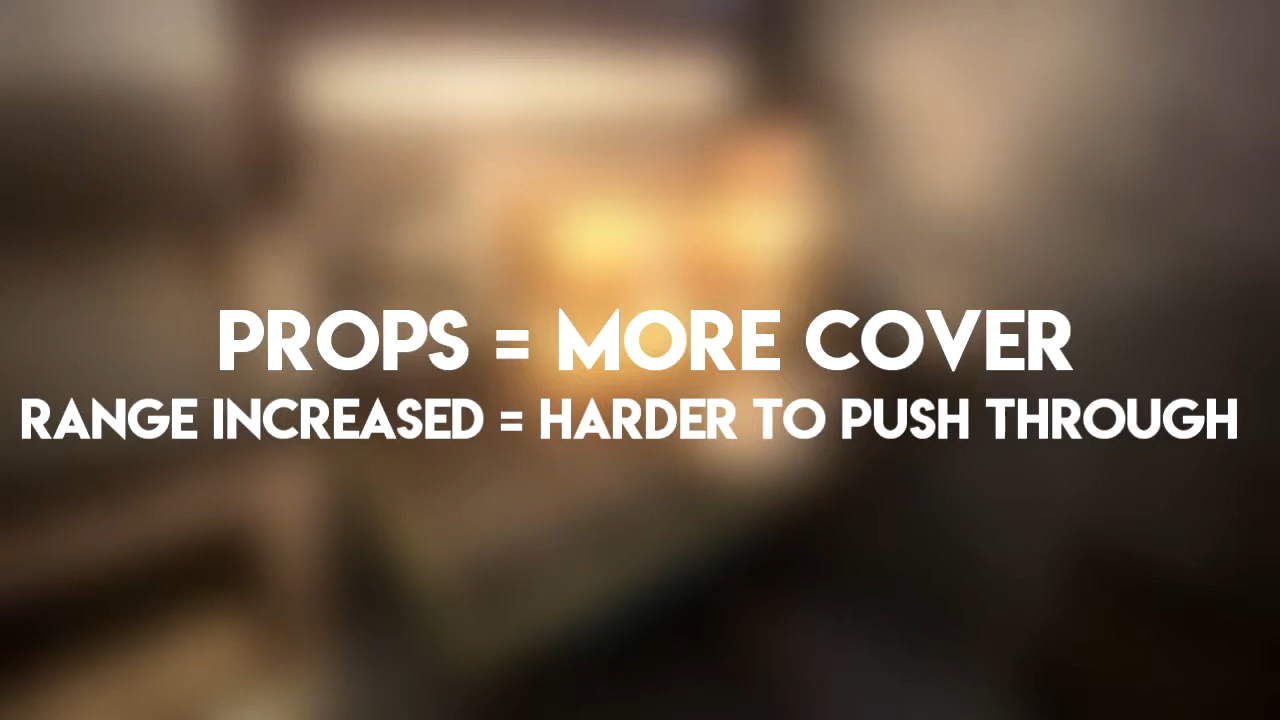 PROPS = MORE COVER
RANGE INCREASED = HARDER TO PUSH THROUGH